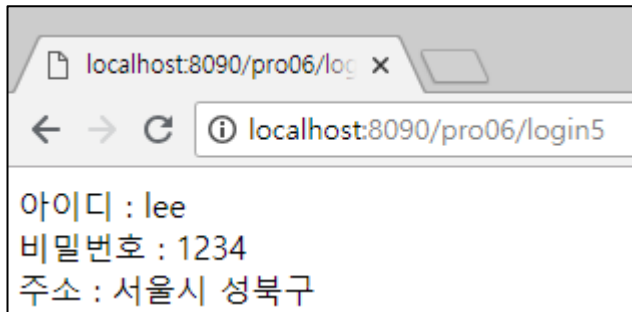 localhost:8090/pro06/log
localhost:8090/pro06/login5
아이디 : lee
비밀번호 : 1234
주소 : 서울시 성북구